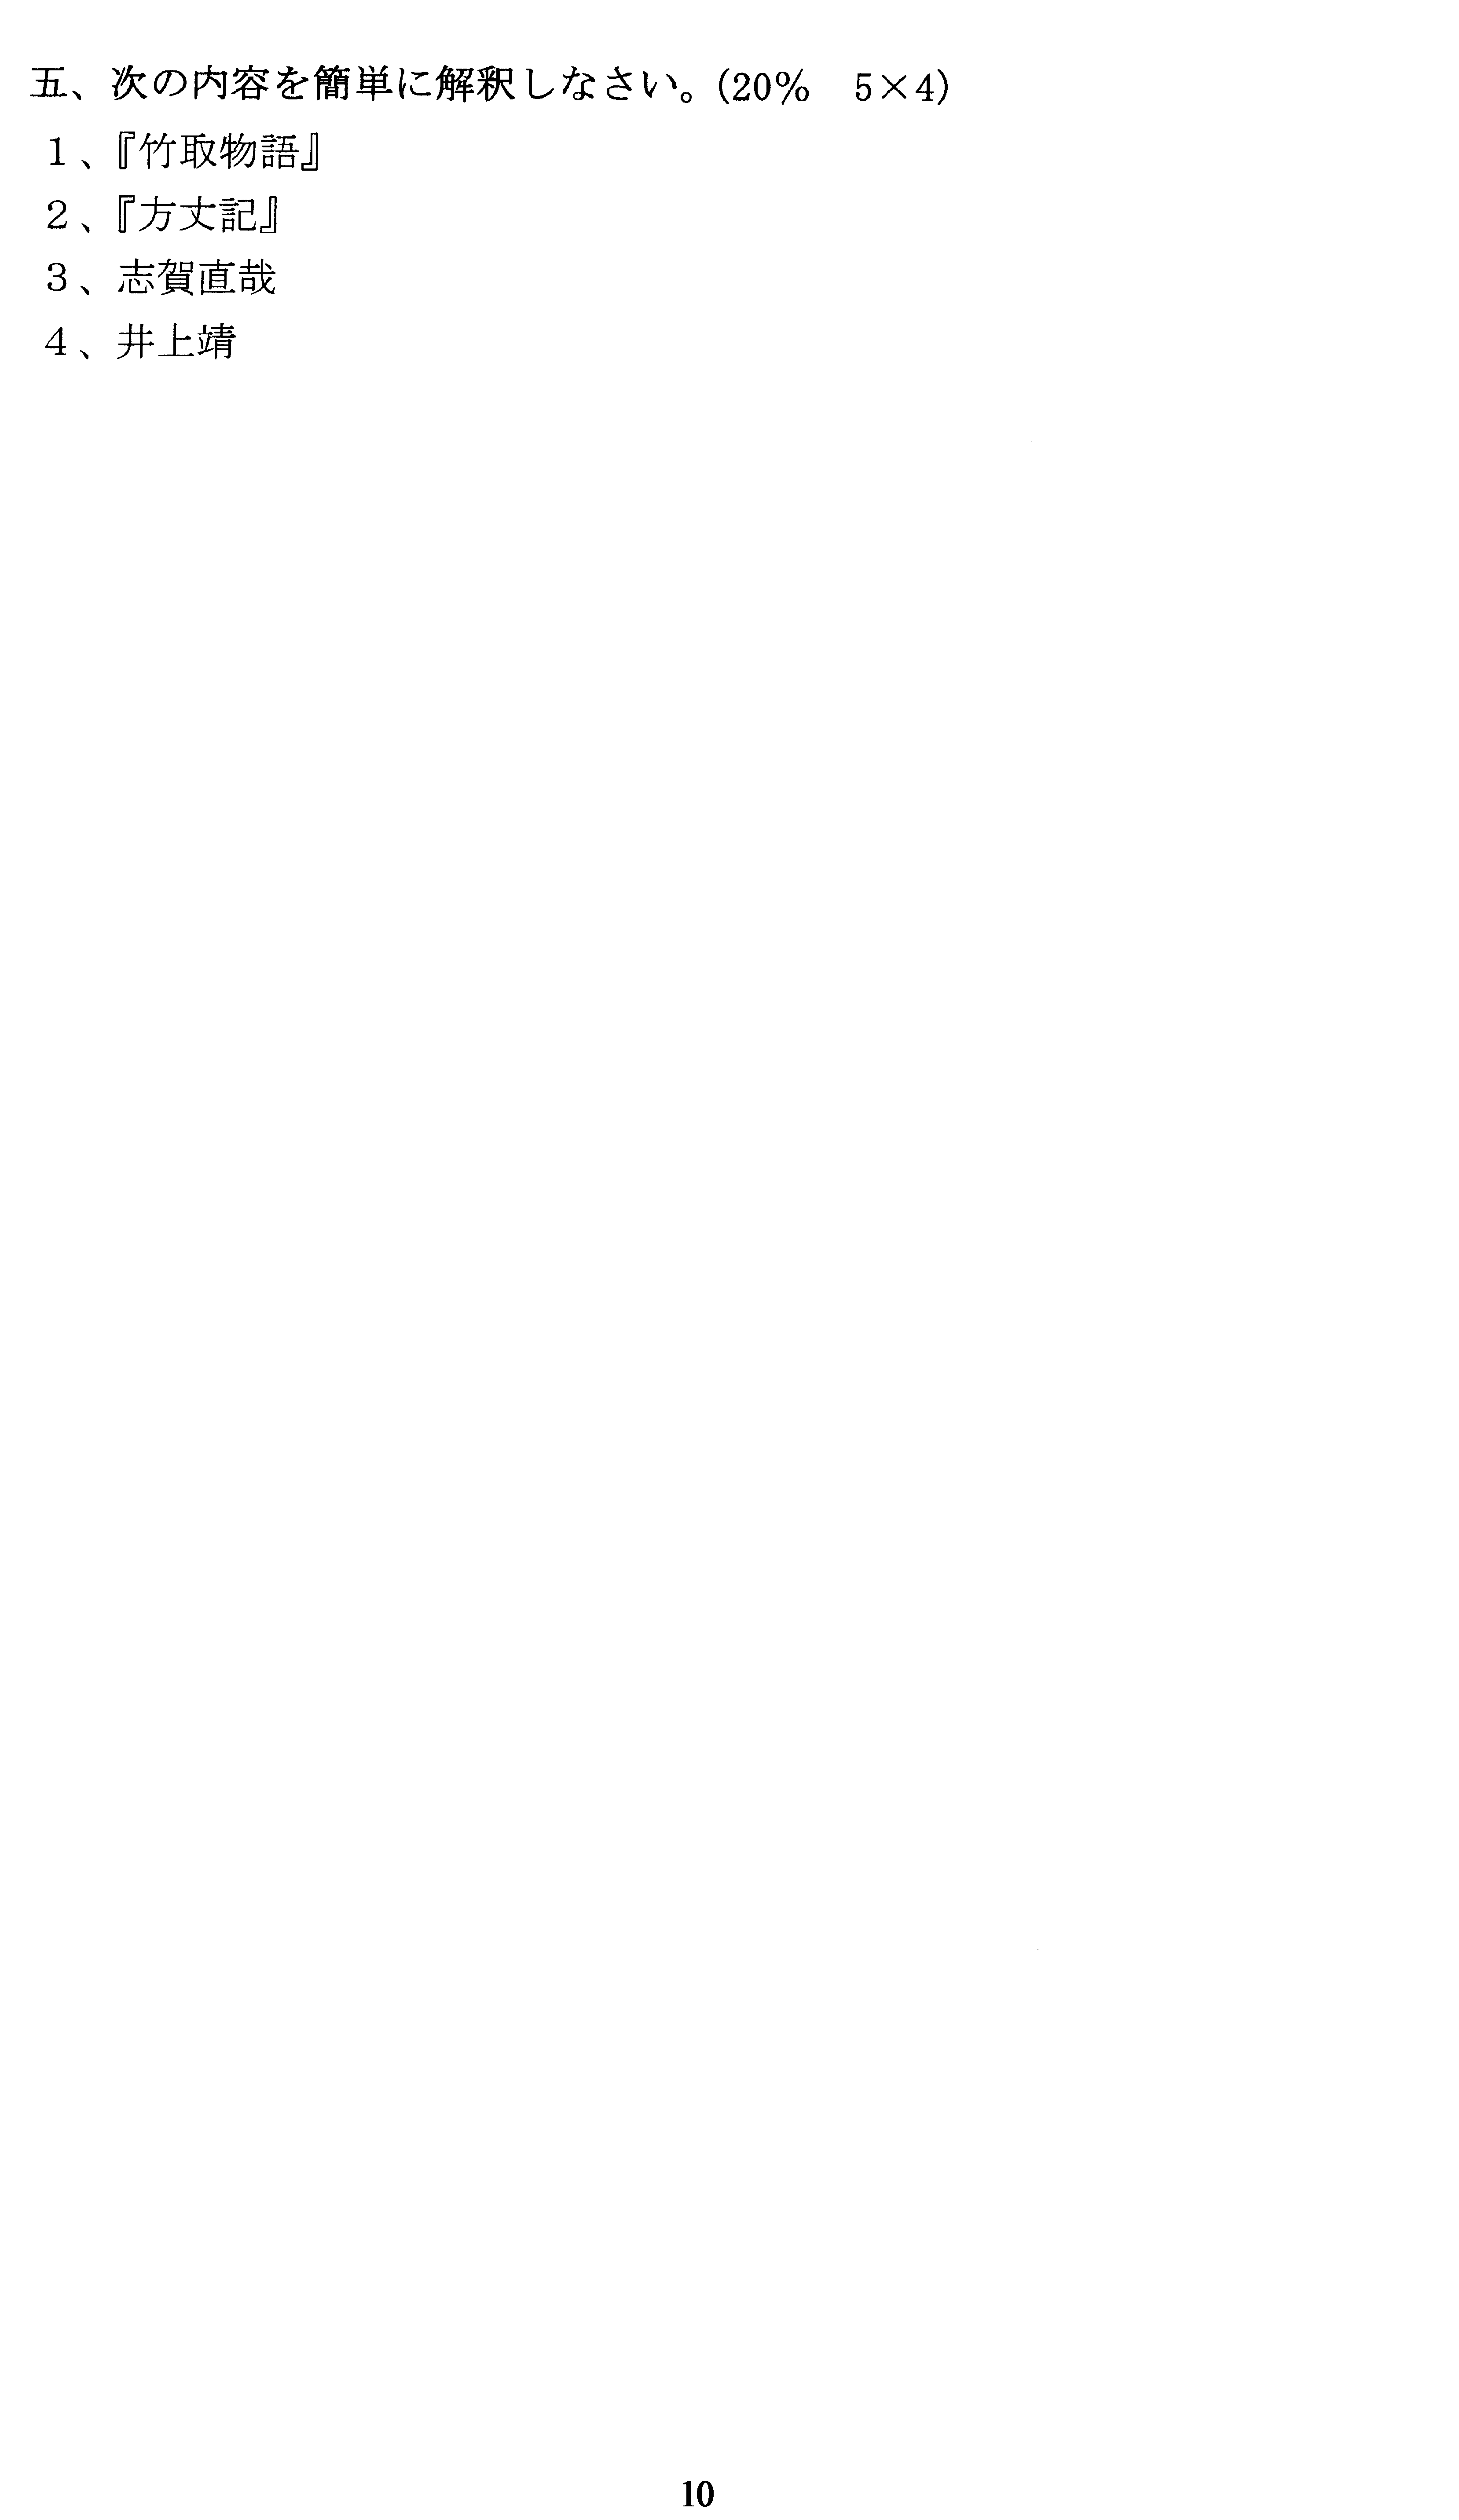 五、次の内容を簡単に解釈しなさい。(20%　5×4)
1、『竹取物語』
2、『方丈記』
3、志賀直哉
4、井上靖
10